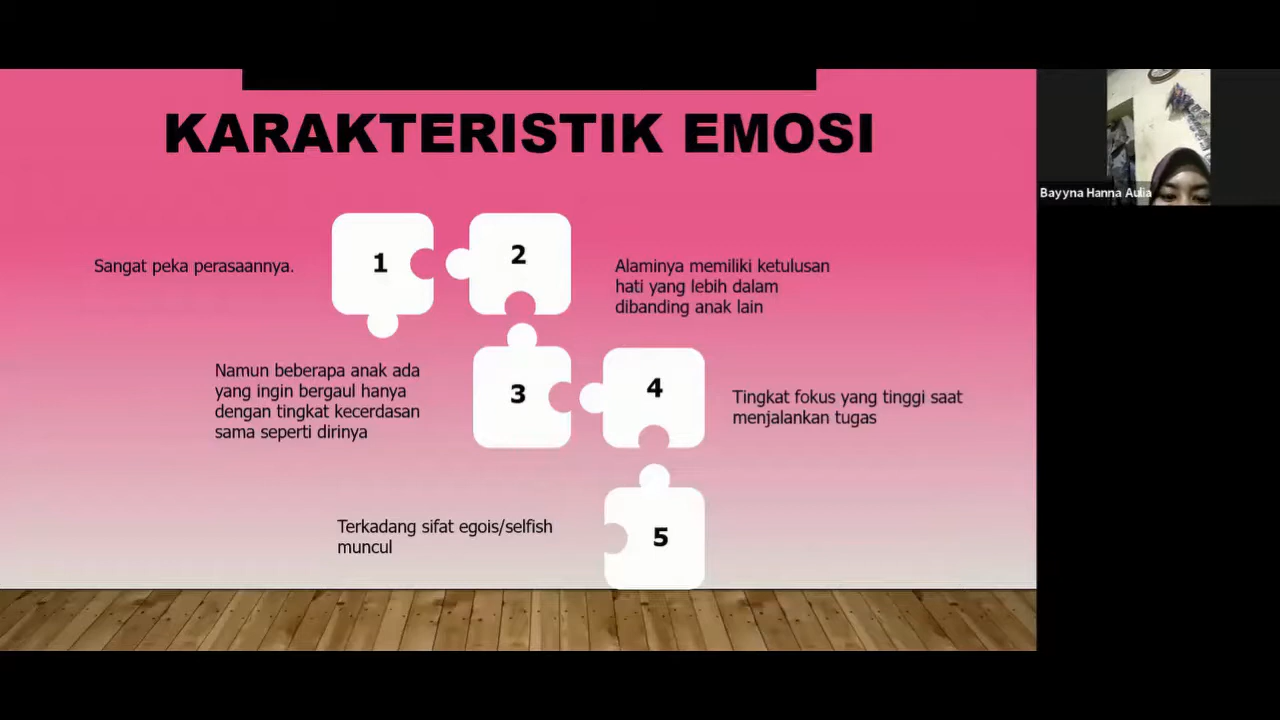 KARAKTERISTIK EMOSI
1
Sangat peka perasaannya.
2
Alaminya memiliki ketulusan
hati yang lebih dalam
dibanding anak lain
3
Namun beberapa anak ada
yang ingin bergaul hanya
dengan tingkat kecerdasan
sama seperti dirinya
4
Tingkat fokus yang tinggi saat
menjalankan tugas
5
Terkadang sifat egois/selfish
muncul
Bayyna Hanna Aulia